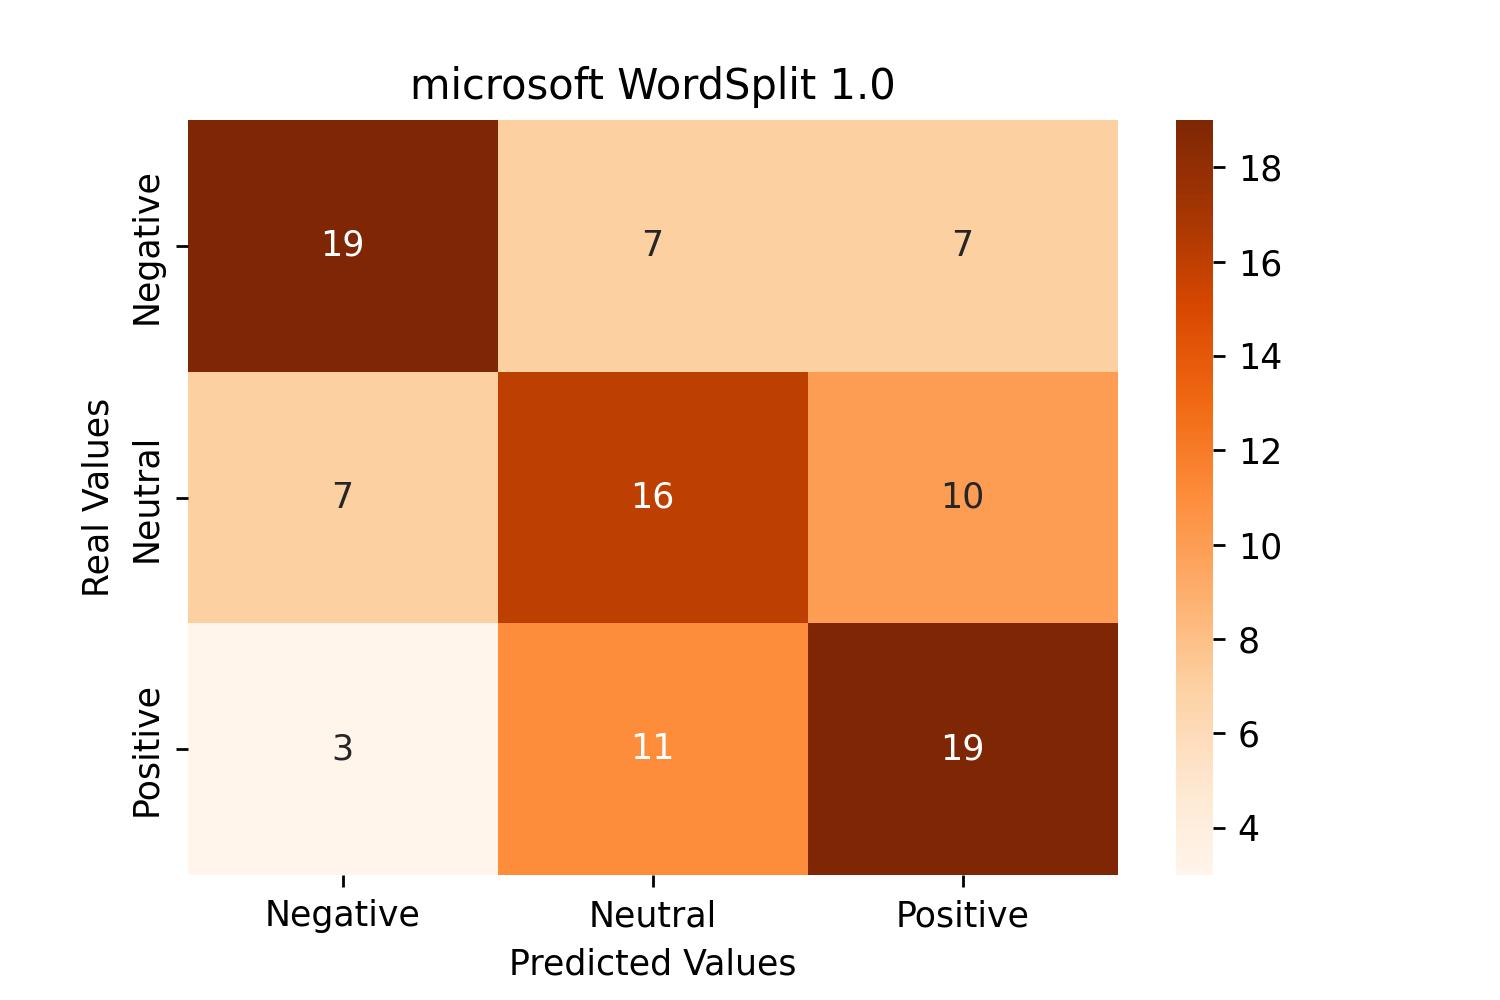 microsoft WordSplit 1.0
Real Values
Negative
19 7 7
Neutral
7 16 10
Positive
3 11 19
Negative Neutral Positive
Predicted Values
18
16
14
12
10
8
6
4